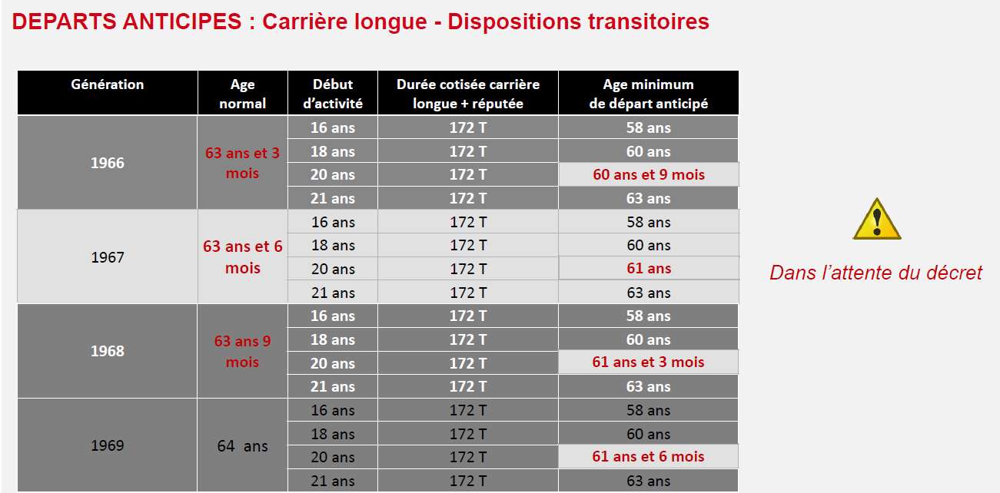 DEPARTS ANTICIPES : Carrière longue - Dispositions transitoires
Génération Age normal Début d’activité Durée cotisée carrière longue + réputée Age minimum de départ anticipé
1966 63 ans et 3 mois 16 ans 172 T 58 ans
18 ans 172 T 60 ans
20 ans 172 T 60 ans et 9 mois
21 ans 172 T 63 ans
1967 63 ans et 6 mois 16 ans 172 T 58 ans
18 ans 172 T 60 ans
20 ans 172 T 61 ans
21 ans 172 T 63 ans
1968 63 ans 9 mois 16 ans 172 T 58 ans
18 ans 172 T 60 ans
20 ans 172 T 61 ans et 3 mois
21 ans 172 T 63 ans
1969 64 ans 16 ans 172 T 58 ans
18 ans 172 T 60 ans
20 ans 172 T 61 ans et 6 mois
21 ans 172 T 63 ans
!
Dans l’attente du décret